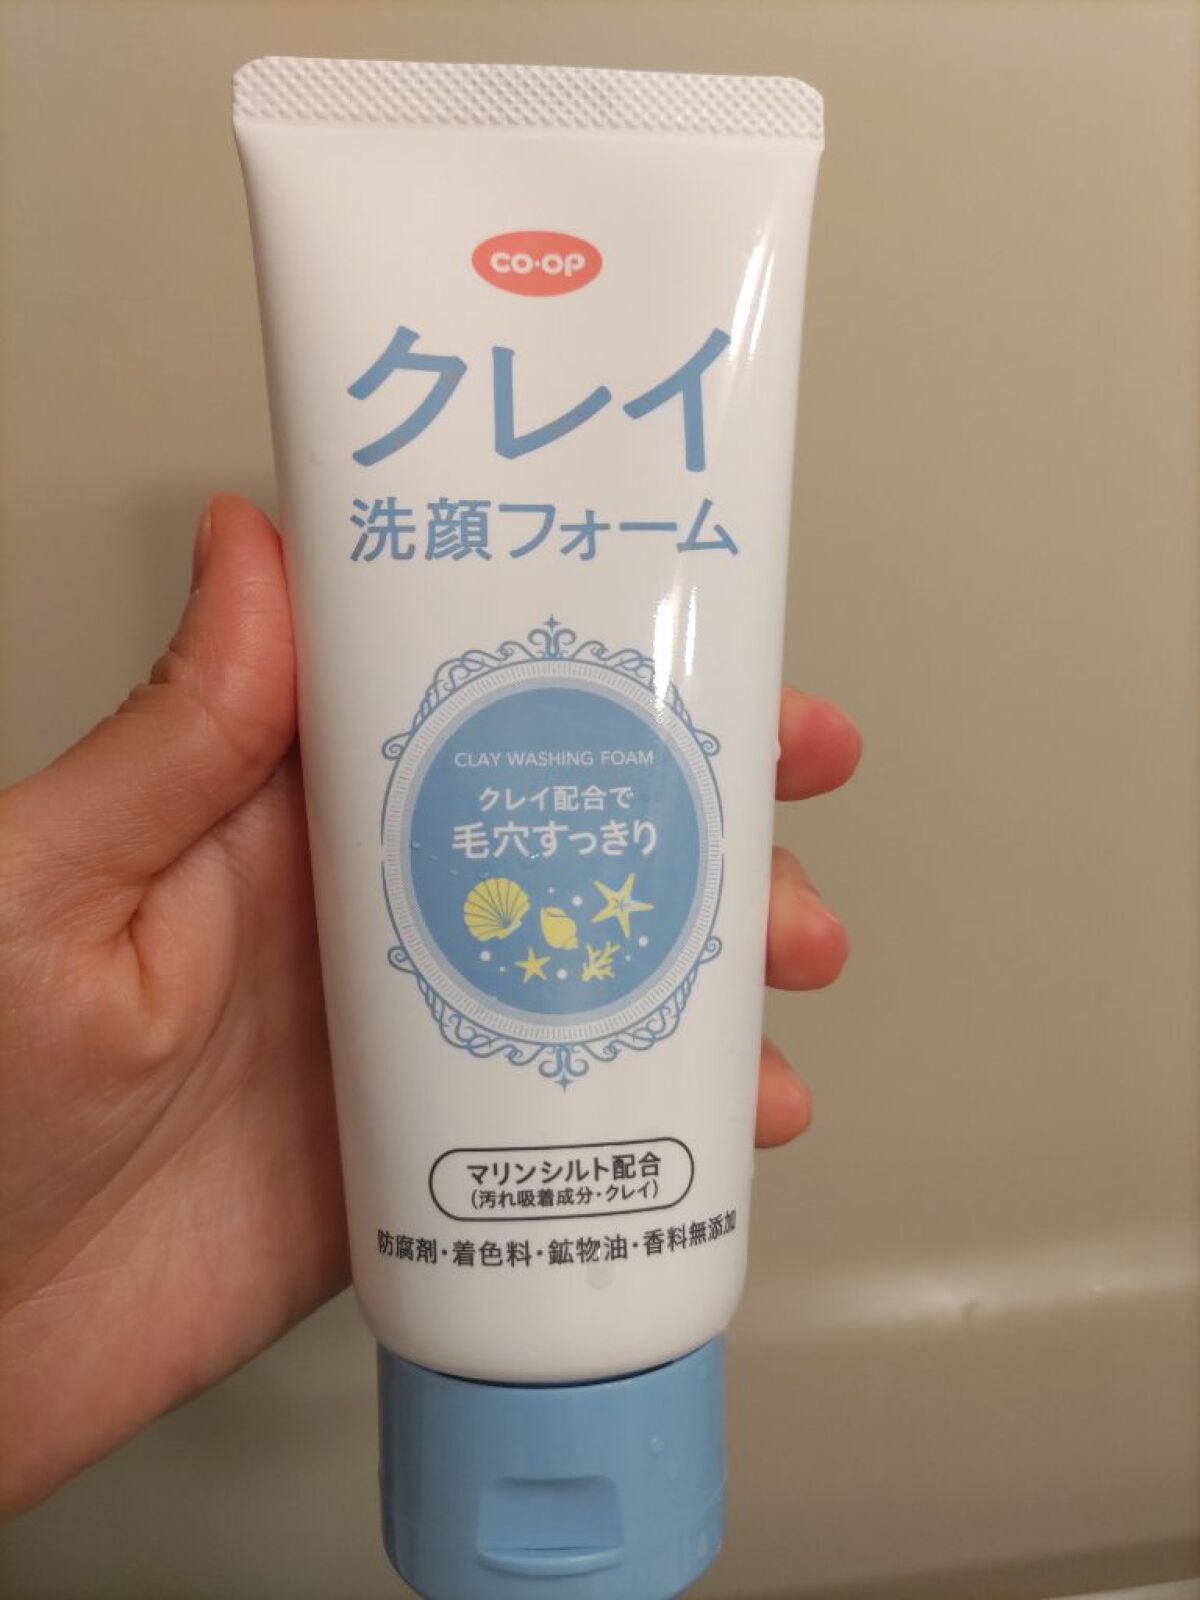 CO・OP
クレイ
洗顔フォーム
CLAY WASHING FOAM
クレイ配合で
毛穴すっきり
マリンシルト配合
(汚れ吸着成分・クレイ)
防腐剤・着色料・鉱物油・香料無添加